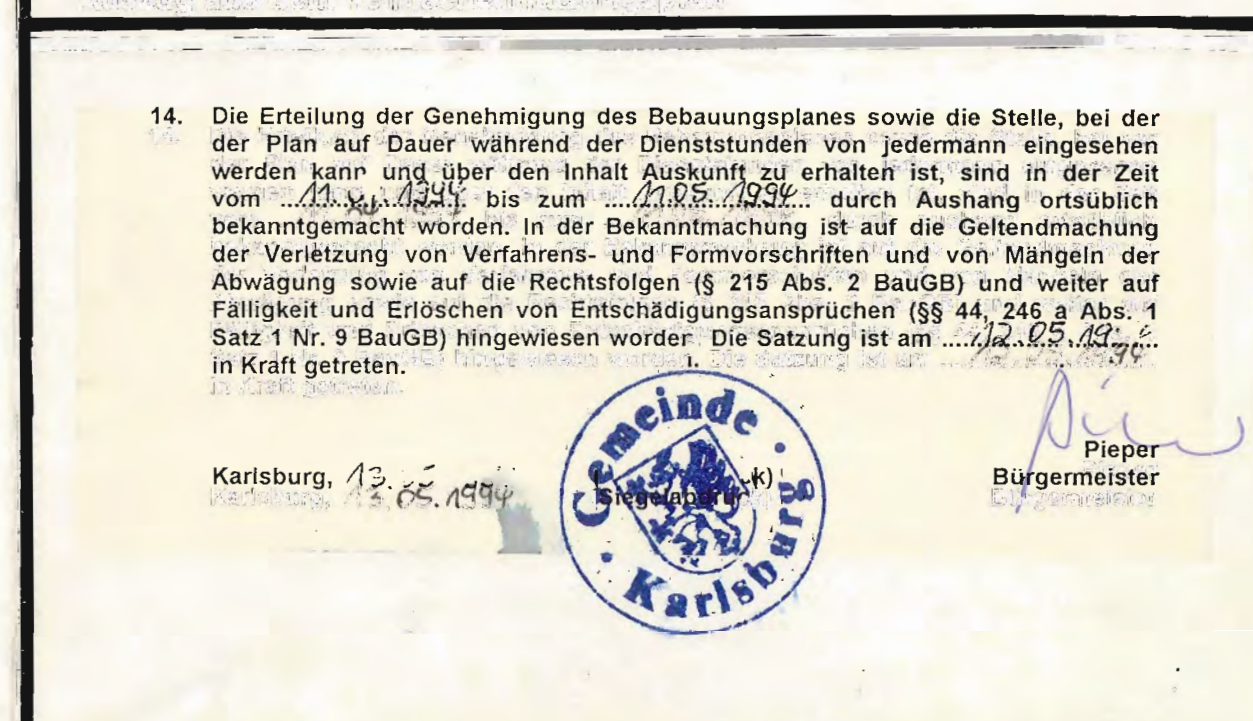 14. Die Erteilung der Genehmigung des Bebauungsplanes sowie die Stelle, bei der
der Plan auf Dauer während der Dienststunden von jedermann eingesehen
werden kann und über den Inhalt Auskunft zu erhalten ist, sind in der Zeit
vom ... bis zum ...11.05.1994... durch Aushang ortsüblich
bekanntgemacht worden. In der Bekanntmachung ist auf die Geltendmachung
der Verletzung von Verfahrens- und Formvorschriften und von Mängeln der
Abwägung sowie auf die Rechtsfolgen (§ 215 Abs. 2 BauGB) und weiter auf
Fälligkeit und Erlöschen von Entschädigungsansprüchen (§§ 44, 246 a Abs. 1
Satz 1 Nr. 9 BauGB) hingewiesen worden. Die Satzung ist am ...12.05.1994
in Kraft getreten.
Gemeinde
Karlsburg
Karlsburg, 13.05.1994
(Siegelabdruck)
Pieper
Bürgermeister